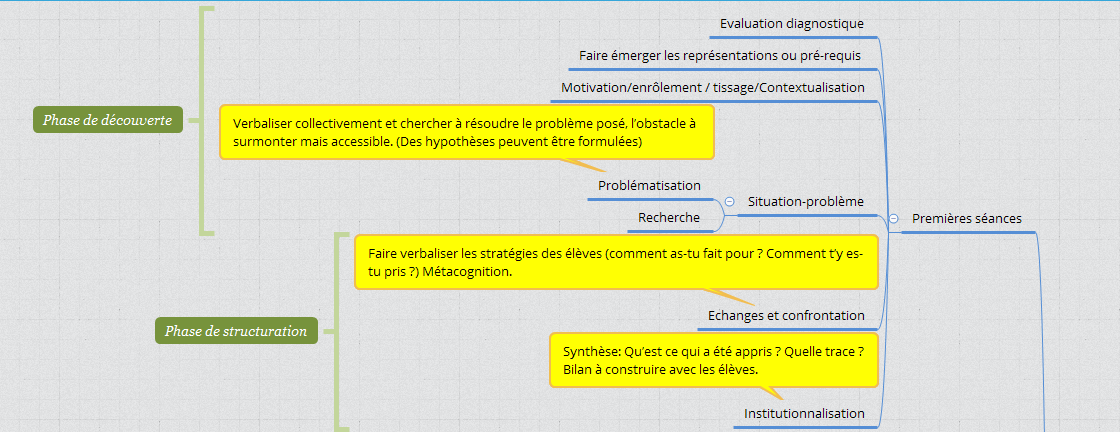 Evaluation diagnostique
Faire émerger les représentations ou pré-requis
Motivation/enrôlement / tissage/Contextualisation
Phase de découverte
Verbaliser collectivement et chercher à résoudre le problème posé, l’obstacle à
surmonter mais accessible. (Des hypothèses peuvent être formulées)
Problématisation
Situation-problème
Recherche
Premières séances
Faire verbaliser les stratégies des élèves (comment as-tu fait pour ? Comment t’y es-
tu pris ?) Métacognition.
Echanges et confrontation
Phase de structuration
Synthèse: Qu’est ce qui a été appris ? Quelle trace ?
Bilan à construire avec les élèves.
Institutionnalisation